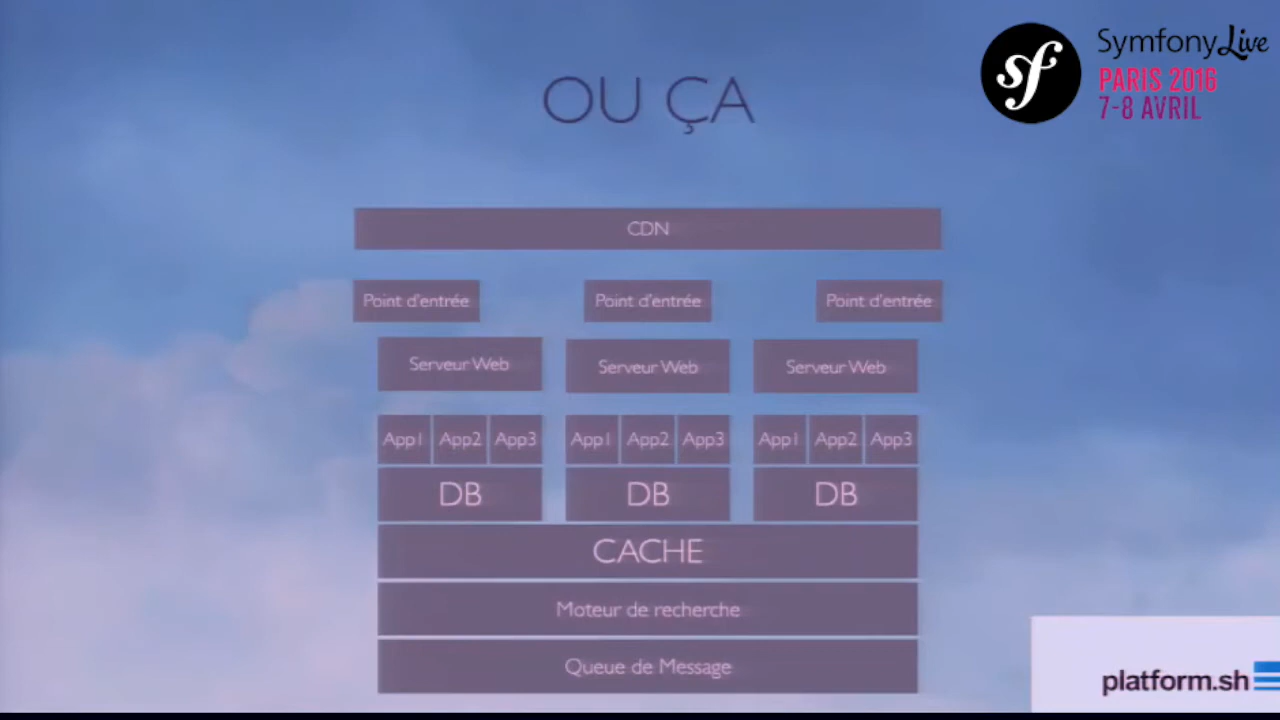 SymfonyLive
PARIS 2016
7-8 AVRIL
sf
OU ÇA
CDN
Point d'entrée Point d'entrée Point d'entrée
Serveur Web Serveur Web Serveur Web
App1 App2 App3 App1 App2 App3 App1 App2 App3
DB DB DB
CACHE
Moteur de recherche
Queue de Message
platform.sh